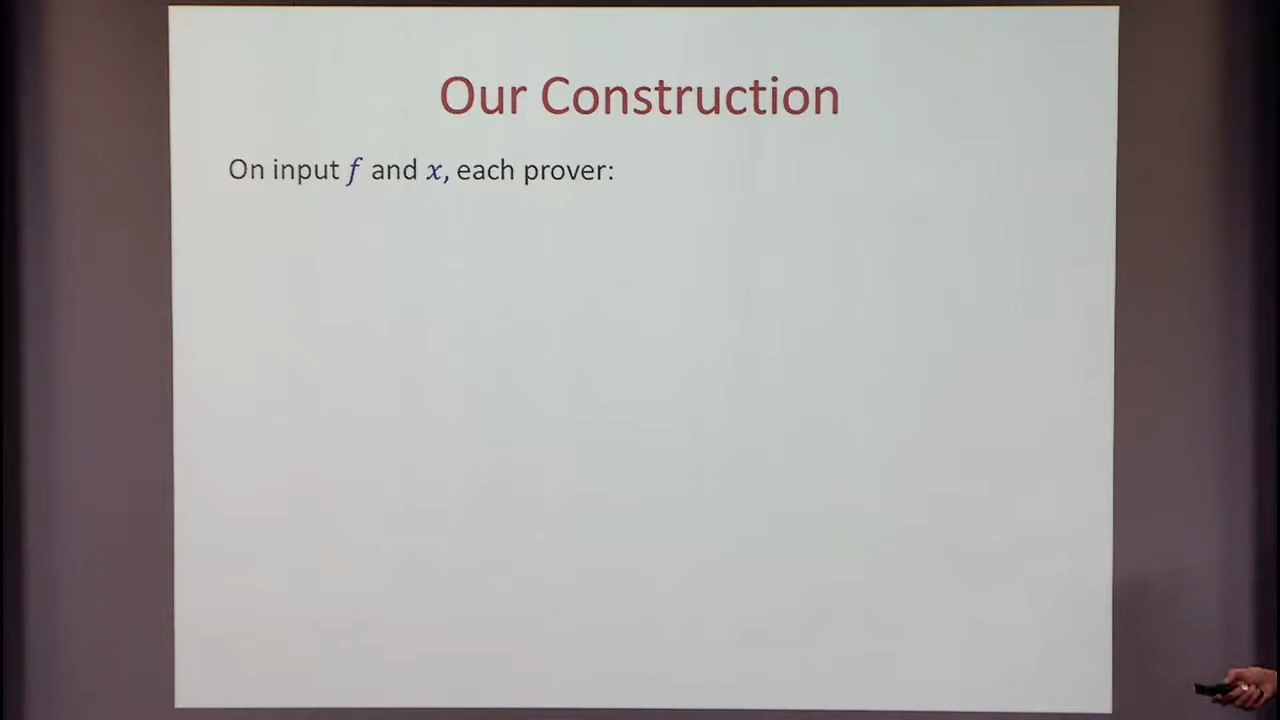 Our Construction
On input f and x, each prover: